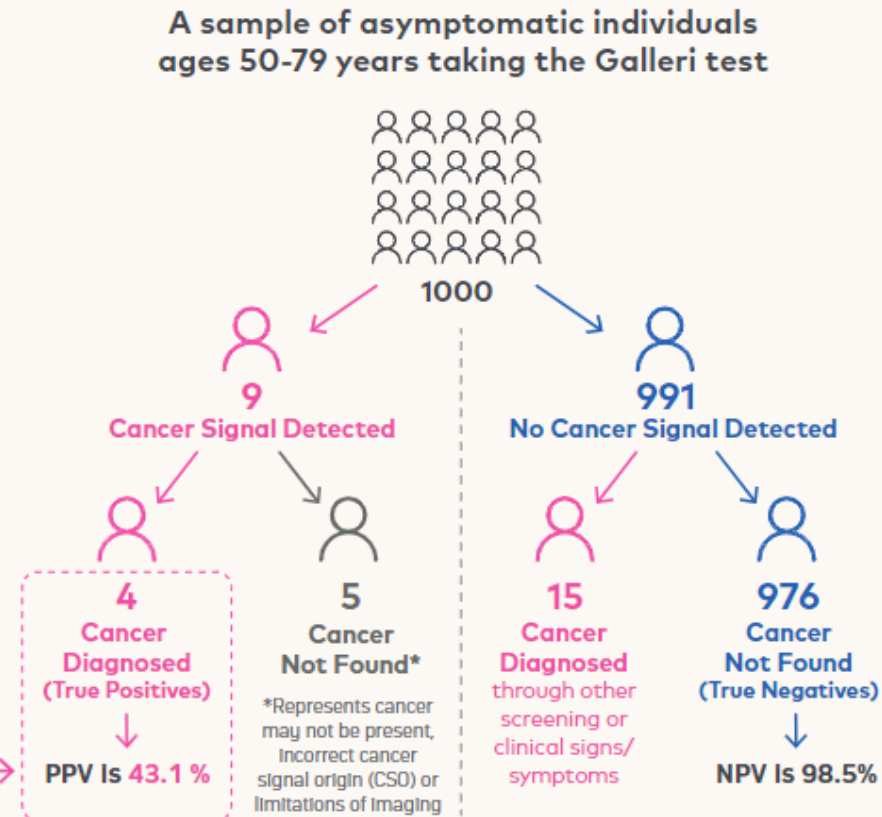 A sample of asymptomatic individuals
ages 50-79 years taking the Galleri test
1000
9
Cancer Signal Detected
991
No Cancer Signal Detected
4
Cancer
Diagnosed
(True Positives)
PPV is 43.1 %
5
Cancer
Not Found*
*Represents cancer
may not be present,
incorrect cancer
signal origin (CSO) or
limitations of imaging
15
Cancer
Diagnosed
through other
screening or
clinical signs/
symptoms
976
Cancer
Not Found
(True Negatives)
NPV is 98.5%